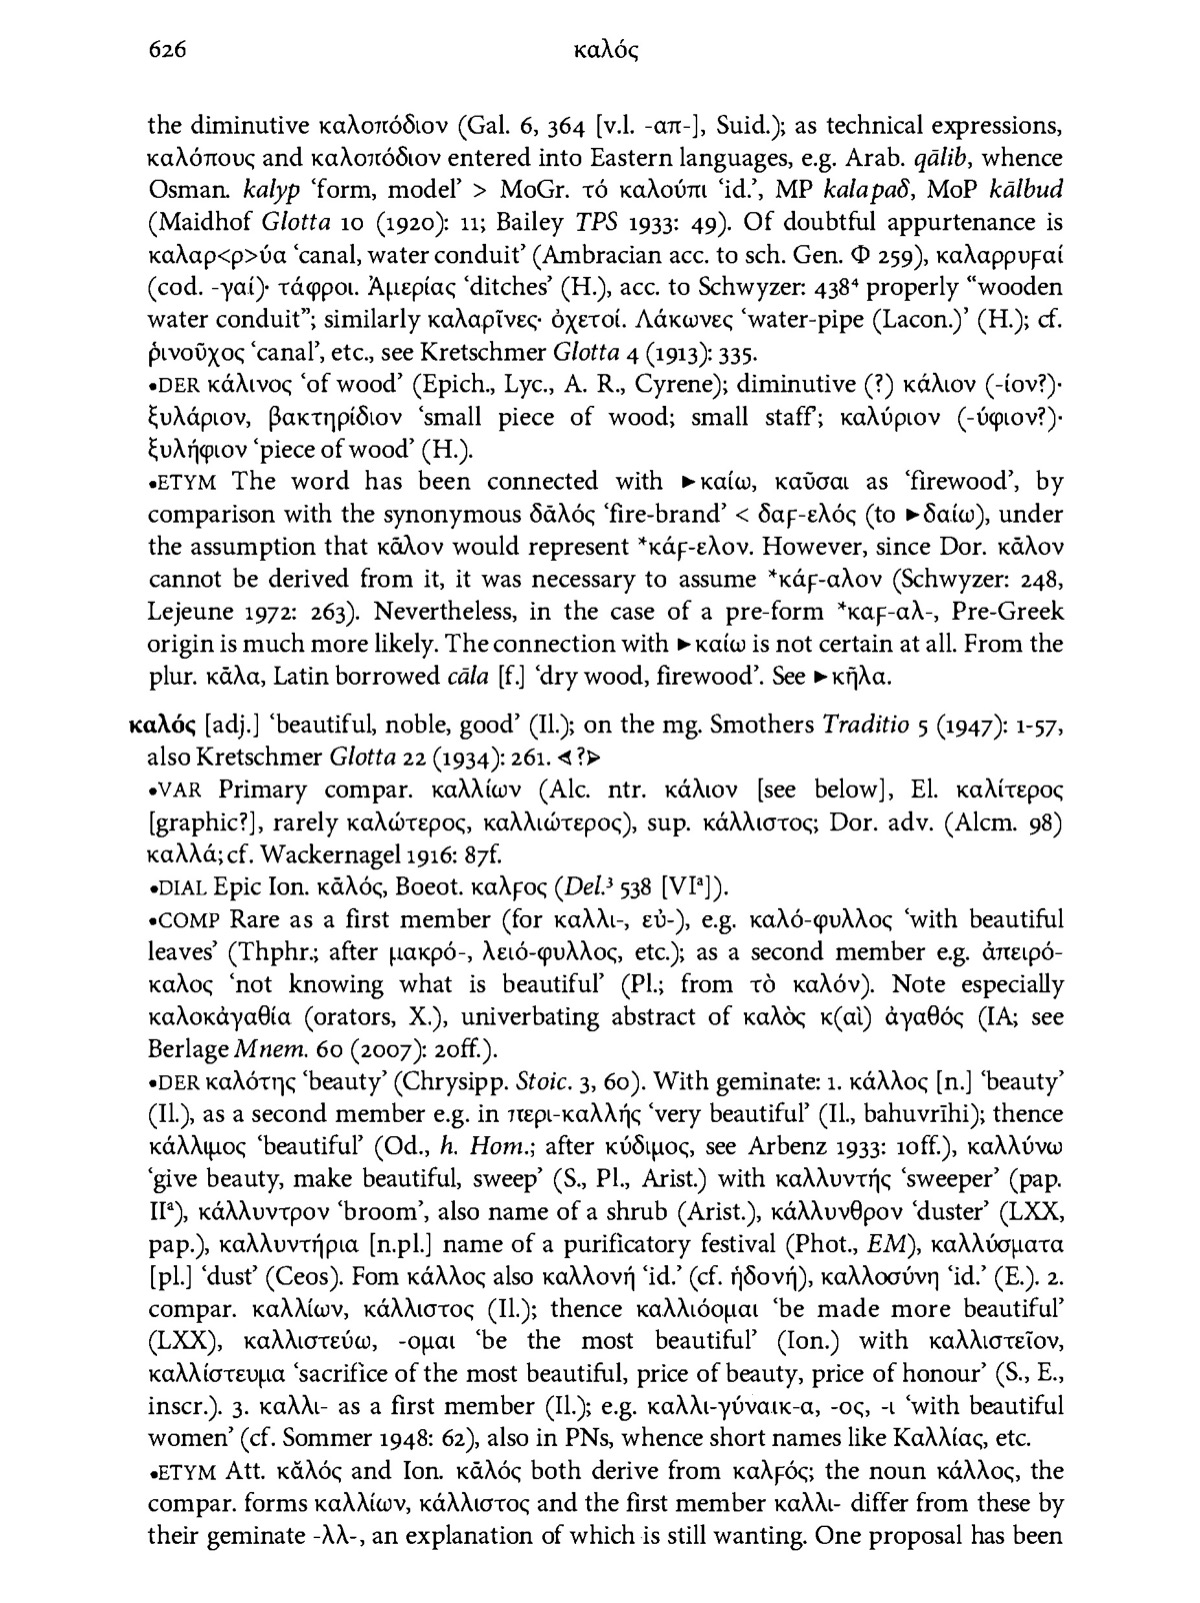 626
καλός
the diminutive καλοπόδιον (Gal. 6, 364 [v.l. -απ-], Suid.); as technical expressions,
καλόπους and καλοπόδιον entered into Eastern languages, e.g. Arab. qālib, whence
Osman. kalyp ‘form, model’ > MoGr. τό καλούπι ‘id.’, MP kalapaδ, MoP kālbud
(Maidhof Glotta 10 (1920): 11; Bailey TPS 1933: 49). Of doubtful appurtenance is
καλαρ<ρ>ύα ‘canal, water conduit’ (Ambracian acc. to sch. Gen. Φ 259), καλαρρυϝαί
(cod. -γαί)· τάφροι. Ἀμερίας ‘ditches’ (H.), acc. to Schwyzer: 438⁴ properly “wooden
water conduit”; similarly καλαρῖνες· ὀχετοί. Λάκωνες ‘water-pipe (Lacon.)’ (H.); cf.
ῥινοῦχος ‘canal’, etc., see Kretschmer Glotta 4 (1913): 335.
•DER κάλινος ‘of wood’ (Epich., Lyc., A. R., Cyrene); diminutive (?) κάλιον (-ίον?)·
ξυλάριον, βακτηρίδιον ‘small piece of wood; small staff’; καλύριον (-ύφιον?)·
ξυλήφιον ‘piece of wood’ (H.).
•ETYM The word has been connected with ►καίω, καῦσαι as ‘firewood’, by
comparison with the synonymous δᾱλός ‘fire-brand’ < δαϝ-ελός (to ►δαίω), under
the assumption that κᾶλον would represent *κάϝ-ελον. However, since Dor. κᾶλον
cannot be derived from it, it was necessary to assume *κάϝ-αλον (Schwyzer: 248,
Lejeune 1972: 263). Nevertheless, in the case of a pre-form *καϝ-αλ-, Pre-Greek
origin is much more likely. The connection with ►καίω is not certain at all. From the
plur. κᾶλα, Latin borrowed cāla [f.] ‘dry wood, firewood’. See ►κῆλα.
καλός [adj.] ‘beautiful, noble, good’ (Il.); on the mg. Smothers Traditio 5 (1947): 1-57,
also Kretschmer Glotta 22 (1934): 261. ⊲?⊳
•VAR Primary compar. καλλίων (Alc. ntr. κάλιον [see below], El. καλίτερος
[graphic?], rarely καλώτερος, καλλιώτερος), sup. κάλλιστος; Dor. adv. (Alcm. 98)
καλλά; cf. Wackernagel 1916: 87f.
•DIAL Epic Ion. κᾱλός, Boeot. καλϝος (Del.³ 538 [VIᵃ]).
•COMP Rare as a first member (for καλλι-, εὐ-), e.g. καλό-φυλλος ‘with beautiful
leaves’ (Thphr.; after μακρό-, λειό-φυλλος, etc.); as a second member e.g. ἀπειρό-
καλος ‘not knowing what is beautiful’ (Pl.; from τὸ καλόν). Note especially
καλοκἀγαθία (orators, X.), univerbating abstract of καλὸς κ(αὶ) ἀγαθός (IA; see
Berlage Mnem. 60 (2007): 20ff.).
•DER καλότης ‘beauty’ (Chrysipp. Stoic. 3, 60). With geminate: 1. κάλλος [n.] ‘beauty’
(Il.), as a second member e.g. in περι-καλλής ‘very beautiful’ (Il., bahuvrīhi); thence
κάλλιμος ‘beautiful’ (Od., h. Hom.; after κύδιμος, see Arbenz 1933: 10ff.), καλλύνω
‘give beauty, make beautiful, sweep’ (S., Pl., Arist.) with καλλυντής ‘sweeper’ (pap.
IIᵃ), κάλλυντρον ‘broom’, also name of a shrub (Arist.), κάλλυνθρον ‘duster’ (LXX,
pap.), καλλυντήρια [n.pl.] name of a purificatory festival (Phot., EM), καλλύσματα
[pl.] ‘dust’ (Ceos). Fom κάλλος also καλλονή ‘id.’ (cf. ἡδονή), καλλοσύνη ‘id.’ (E.). 2.
compar. καλλίων, κάλλιστος (Il.); thence καλλιόομαι ‘be made more beautiful’
(LXX), καλλιστεύω, -ομαι ‘be the most beautiful’ (Ion.) with καλλιστεῖον,
καλλίστευμα ‘sacrifice of the most beautiful, price of beauty, price of honour’ (S., E.,
inscr.). 3. καλλι- as a first member (Il.); e.g. καλλι-γύναικ-α, -ος, -ι ‘with beautiful
women’ (cf. Sommer 1948: 62), also in PNs, whence short names like Καλλίας, etc.
•ETYM Att. κᾰλός and Ion. κᾱλός both derive from καλϝός; the noun κάλλος, the
compar. forms καλλίων, κάλλιστος and the first member καλλι- differ from these by
their geminate -λλ-, an explanation of which is still wanting. One proposal has been